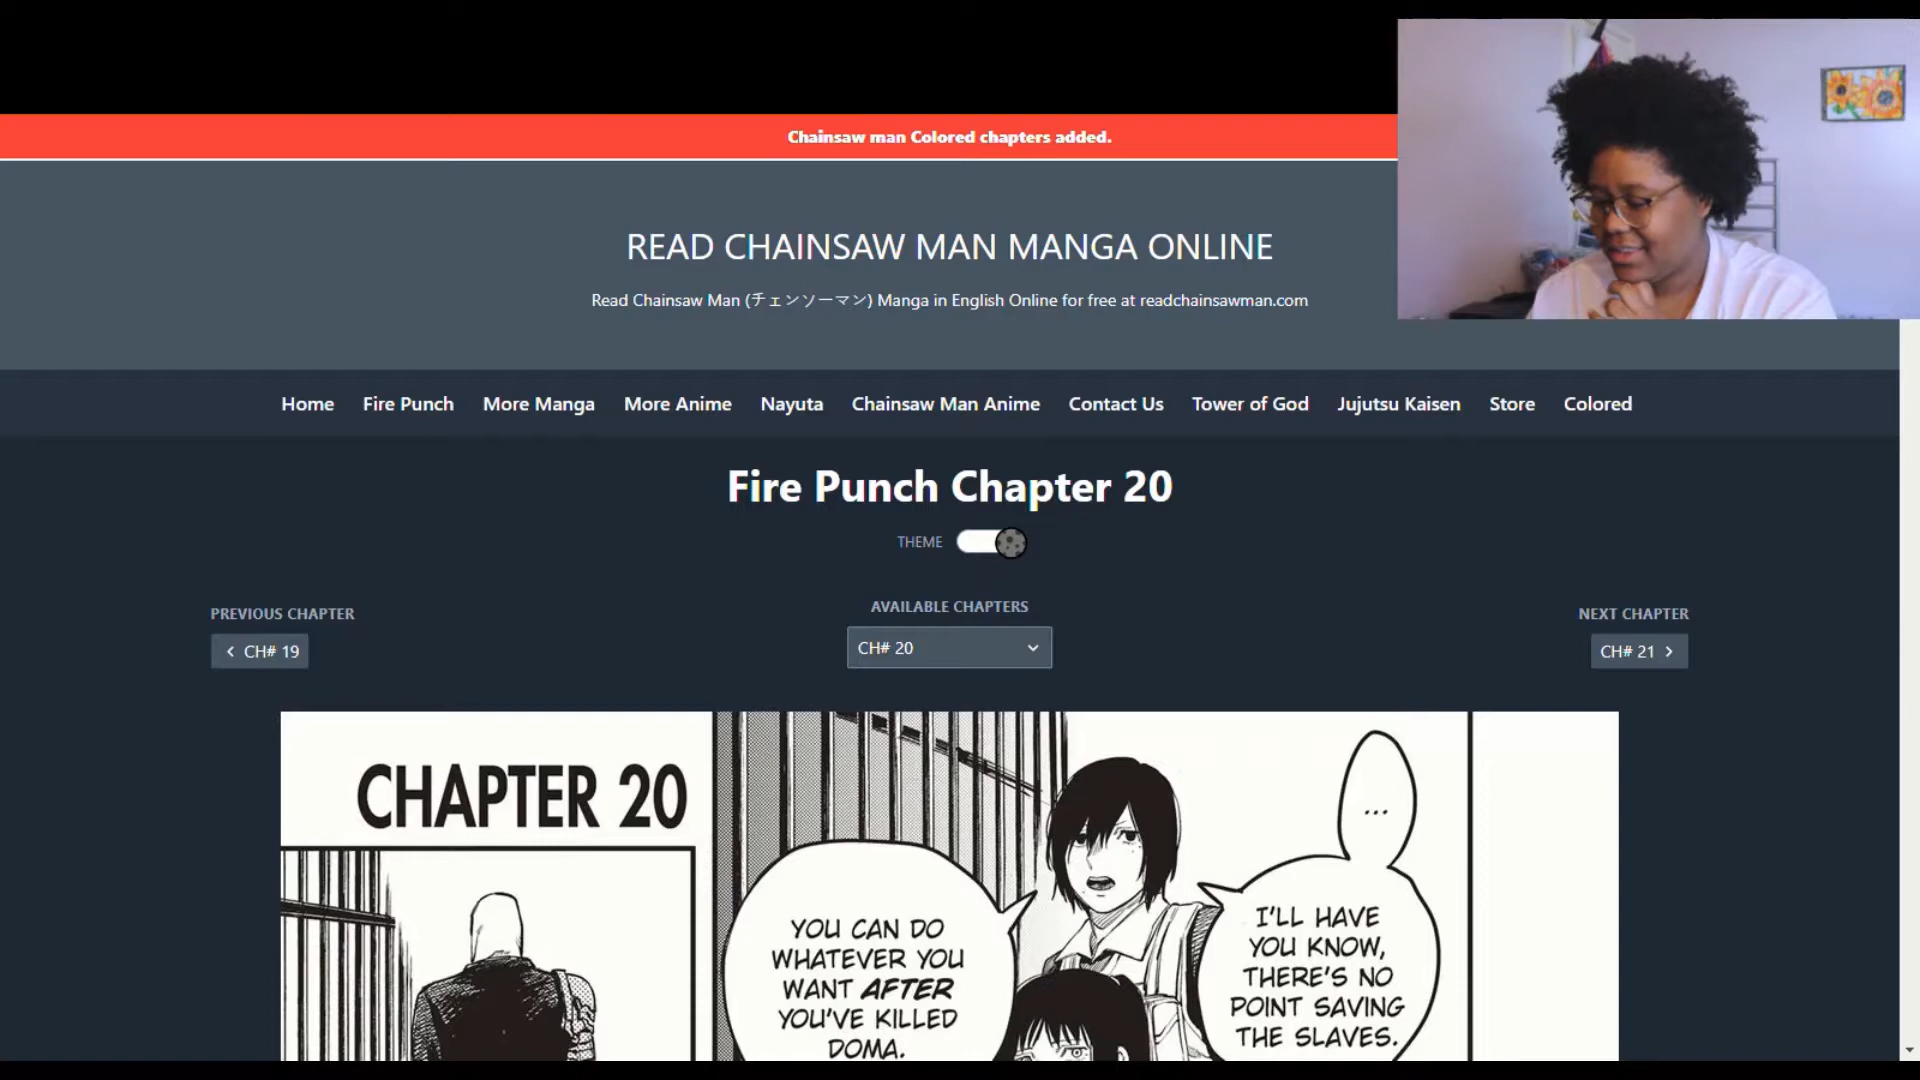 Chainsaw man Colored chapters added.
READ CHAINSAW MAN MANGA ONLINE
Read Chainsaw Man (チェンソーマン) Manga in English Online for free at readchainsawman.com
Home Fire Punch More Manga More Anime Nayuta Chainsaw Man Anime Contact Us Tower of God Jujutsu Kaisen Store Colored
Fire Punch Chapter 20
THEME
PREVIOUS CHAPTER
CH# 19
AVAILABLE CHAPTERS
CH# 20
NEXT CHAPTER
CH# 21
CHAPTER 20
YOU CAN DO
WHATEVER YOU
WANT AFTER
YOU'VE KILLED
DOMA.
...
I'LL HAVE
YOU KNOW,
THERE'S NO
POINT SAVING
THE SLAVES.